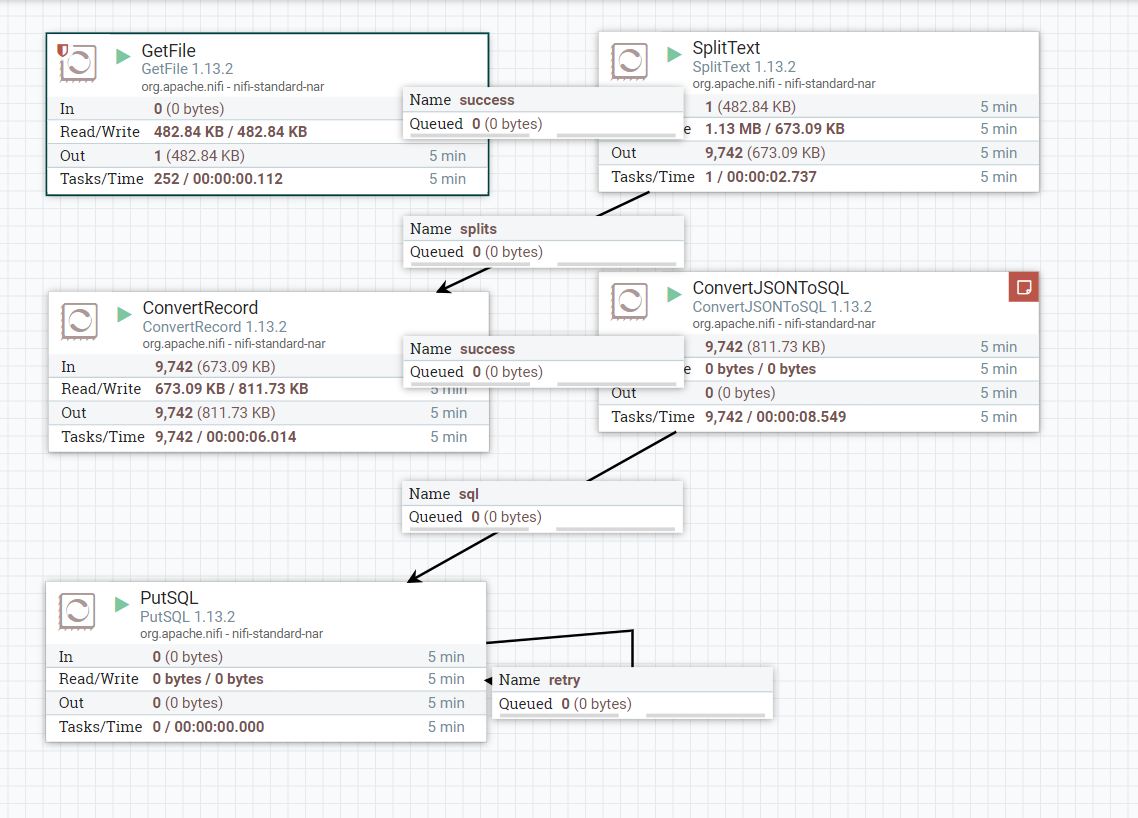 GetFile
GetFile 1.13.2
org.apache.nifi - nifi-standard-nar
In 0 (0 bytes)
Read/Write 482.84 KB / 482.84 KB
Out 1 (482.84 KB) 5 min
Tasks/Time 252 / 00:00:00.112 5 min
Name success
Queued 0 (0 bytes)
SplitText
SplitText 1.13.2
org.apache.nifi - nifi-standard-nar
1 (482.84 KB) 5 min
e 1.13 MB / 673.09 KB 5 min
Out 9,742 (673.09 KB) 5 min
Tasks/Time 1 / 00:00:02.737 5 min
Name splits
Queued 0 (0 bytes)
ConvertRecord
ConvertRecord 1.13.2
org.apache.nifi - nifi-standard-nar
In 9,742 (673.09 KB)
Read/Write 673.09 KB / 811.73 KB 5 min
Out 9,742 (811.73 KB) 5 min
Tasks/Time 9,742 / 00:00:06.014 5 min
Name success
Queued 0 (0 bytes)
ConvertJSONToSQL
ConvertJSONToSQL 1.13.2
org.apache.nifi - nifi-standard-nar
9,742 (811.73 KB) 5 min
e 0 bytes / 0 bytes 5 min
Out 0 (0 bytes) 5 min
Tasks/Time 9,742 / 00:00:08.549 5 min
Name sql
Queued 0 (0 bytes)
PutSQL
PutSQL 1.13.2
org.apache.nifi - nifi-standard-nar
In 0 (0 bytes) 5 min
Read/Write 0 bytes / 0 bytes 5 min
Out 0 (0 bytes) 5 min
Tasks/Time 0 / 00:00:00.000 5 min
Name retry
Queued 0 (0 bytes)